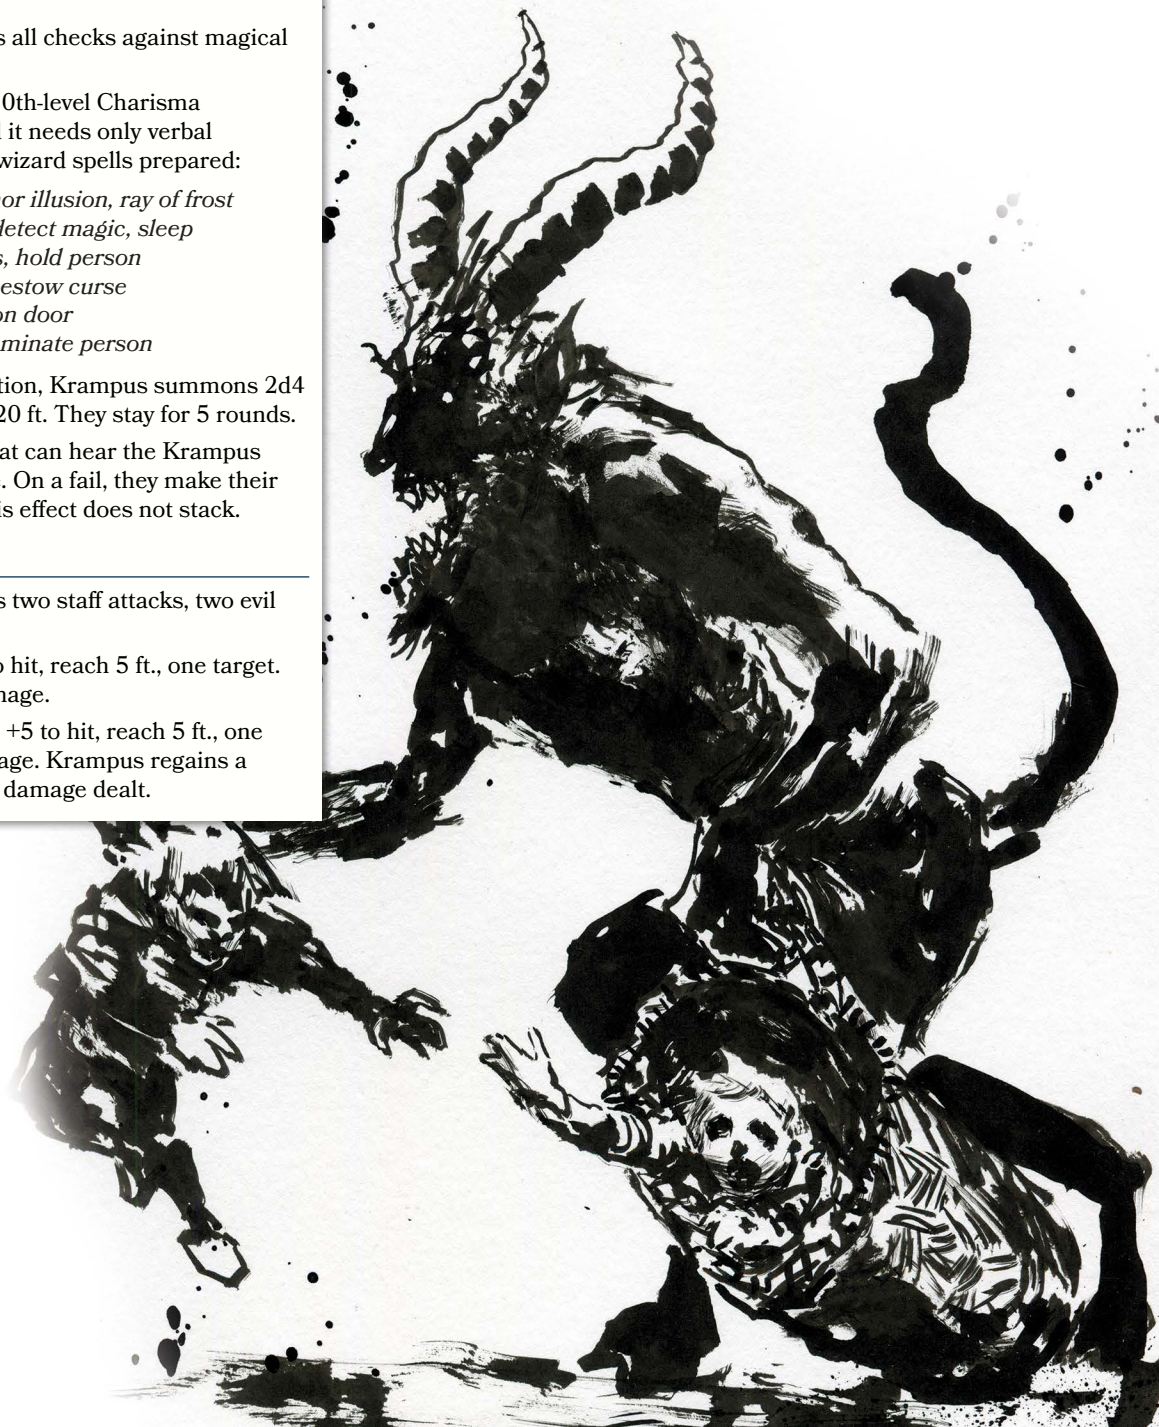 s all checks against magical
0th-level Charisma
it needs only verbal
wizard spells prepared:
or illusion, ray of frost
detect magic, sleep
s, hold person
estow curse
on door
minate person
tion, Krampus summons 2d4
20 ft. They stay for 5 rounds.
at can hear the Krampus
. On a fail, they make their
is effect does not stack.
s two staff attacks, two evil
o hit, reach 5 ft., one target.
nage.
+5 to hit, reach 5 ft., one
age. Krampus regains a
damage dealt.